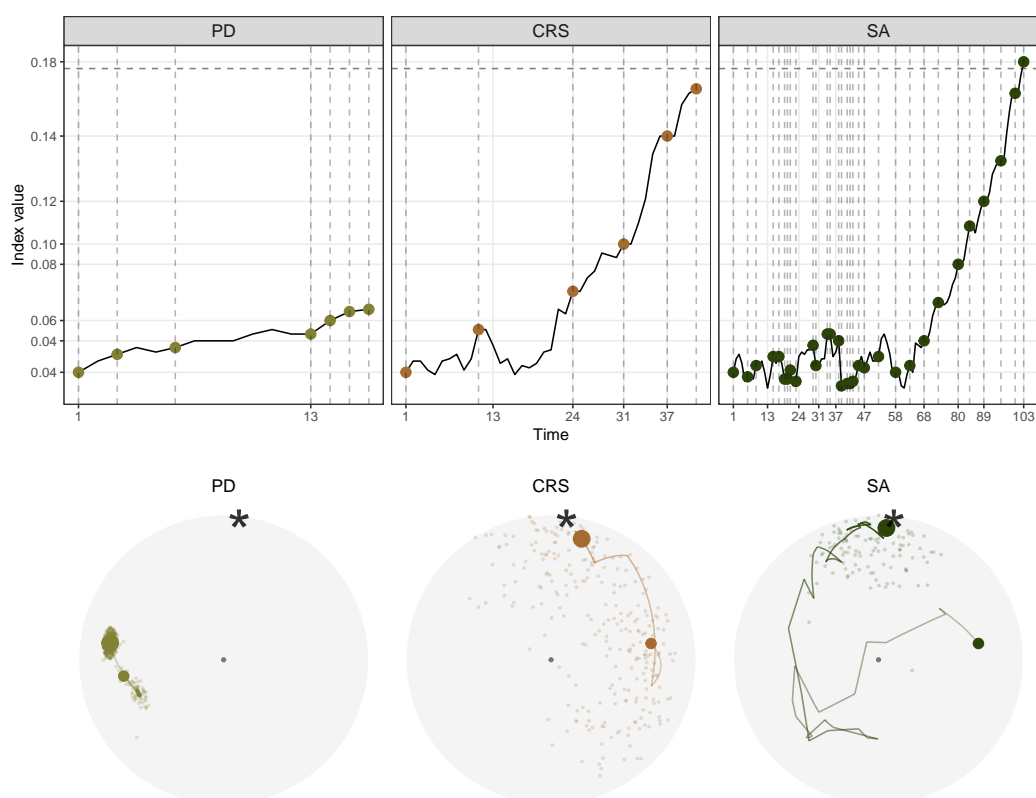 PD CRS SA
Index value
0.18
0.14
0.12
0.10
0.08
0.06
0.04
0.04
1 13 1 13 24 31 37 1 13 24 31 37 47 58 68 80 89 103
Time
PD CRS SA
* * *